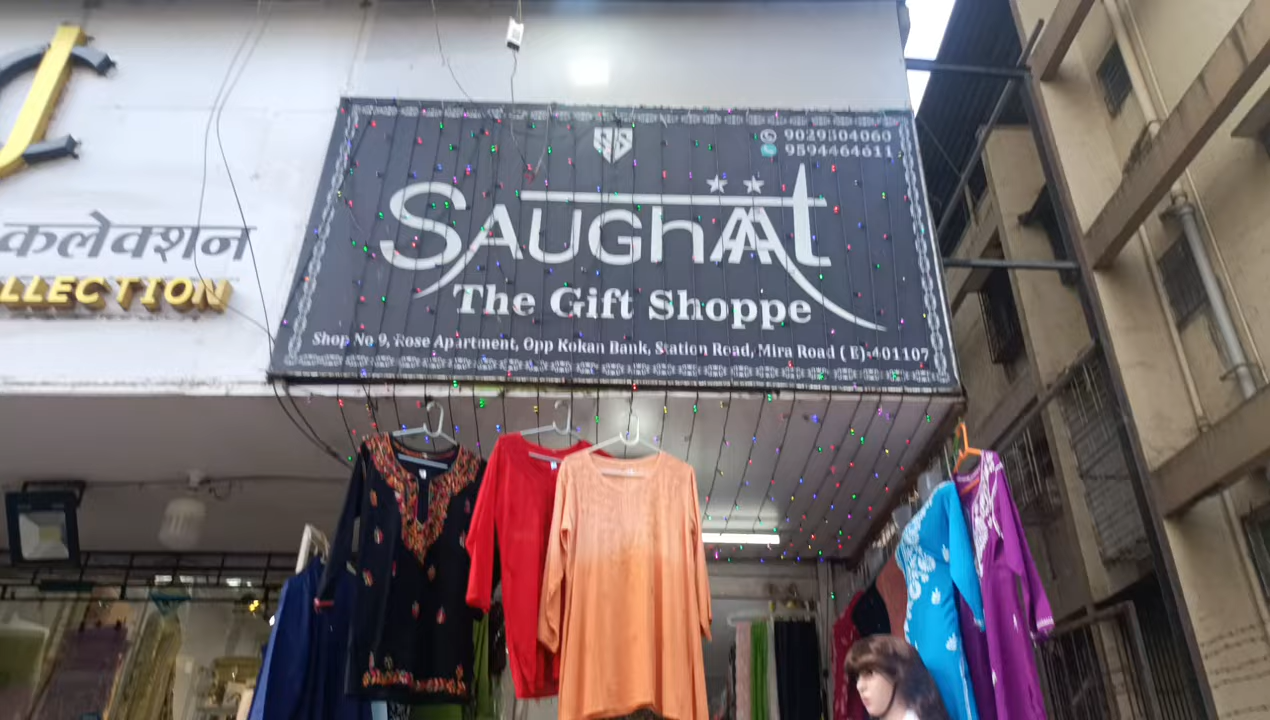 कलेक्शन
LLECTION
9029504060
9594464611
SAUGhAAt
The Gift Shoppe
Shop No 9, Rose Apartment, Opp Kokan Bank, Station Road, Mira Road ( E)-401107